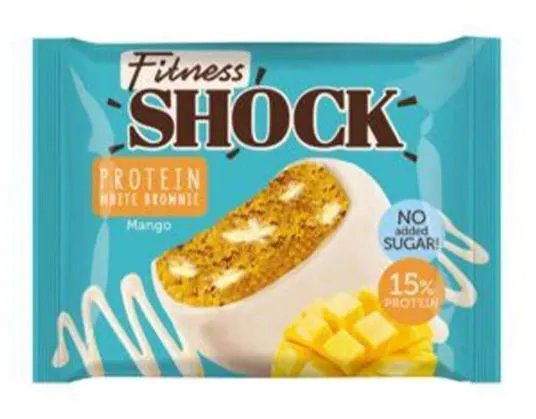 Fitness
SHOCK
PROTEIN
WHITE BROWNIE
Mango
NO
added
SUGAR!
15%
PROTEIN